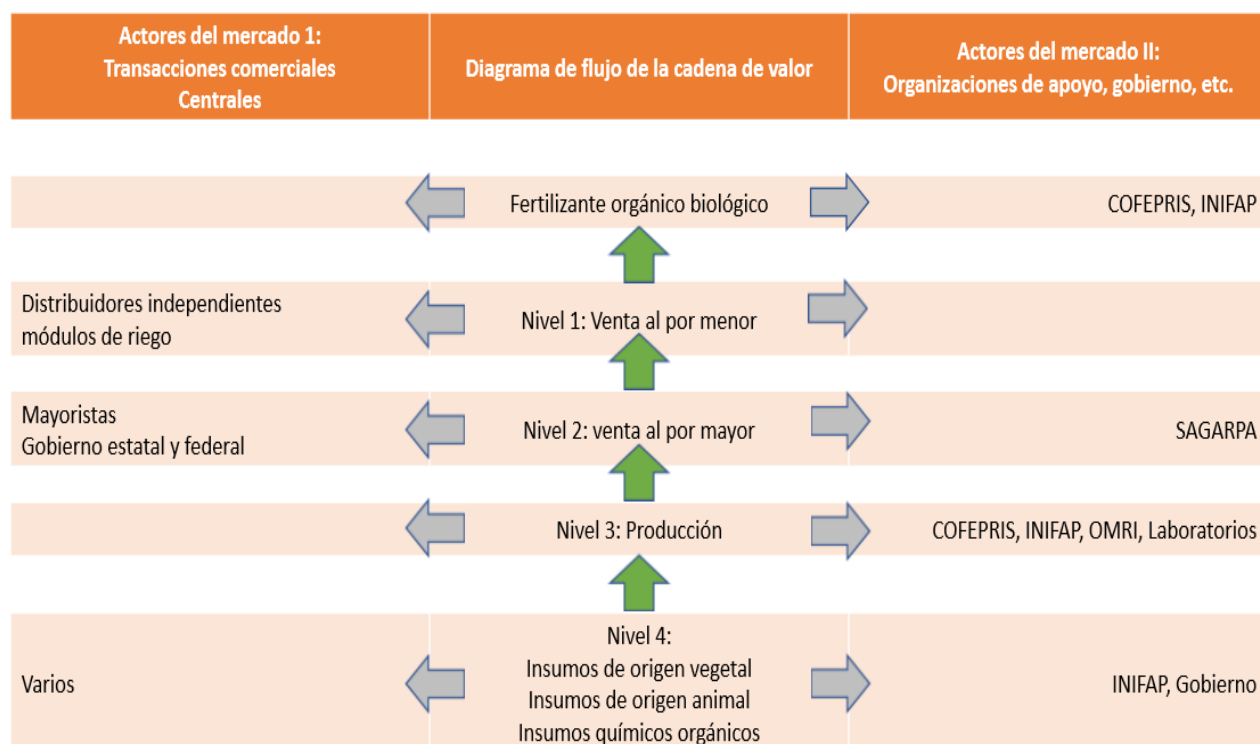 Actores del mercado 1:
Transacciones comerciales
Centrales
Diagrama de flujo de la cadena de valor
Actores del mercado II:
Organizaciones de apoyo, gobierno, etc.
Fertilizante orgánico biológico
COFEPRIS, INIFAP
Distribuidores independientes
módulos de riego
Nivel 1: Venta al por menor
Mayoristas
Gobierno estatal y federal
Nivel 2: venta al por mayor
SAGARPA
Nivel 3: Producción
COFEPRIS, INIFAP, OMRI, Laboratorios
Varios
Nivel 4:
Insumos de origen vegetal
Insumos de origen animal
Insumos químicos orgánicos
INIFAP, Gobierno